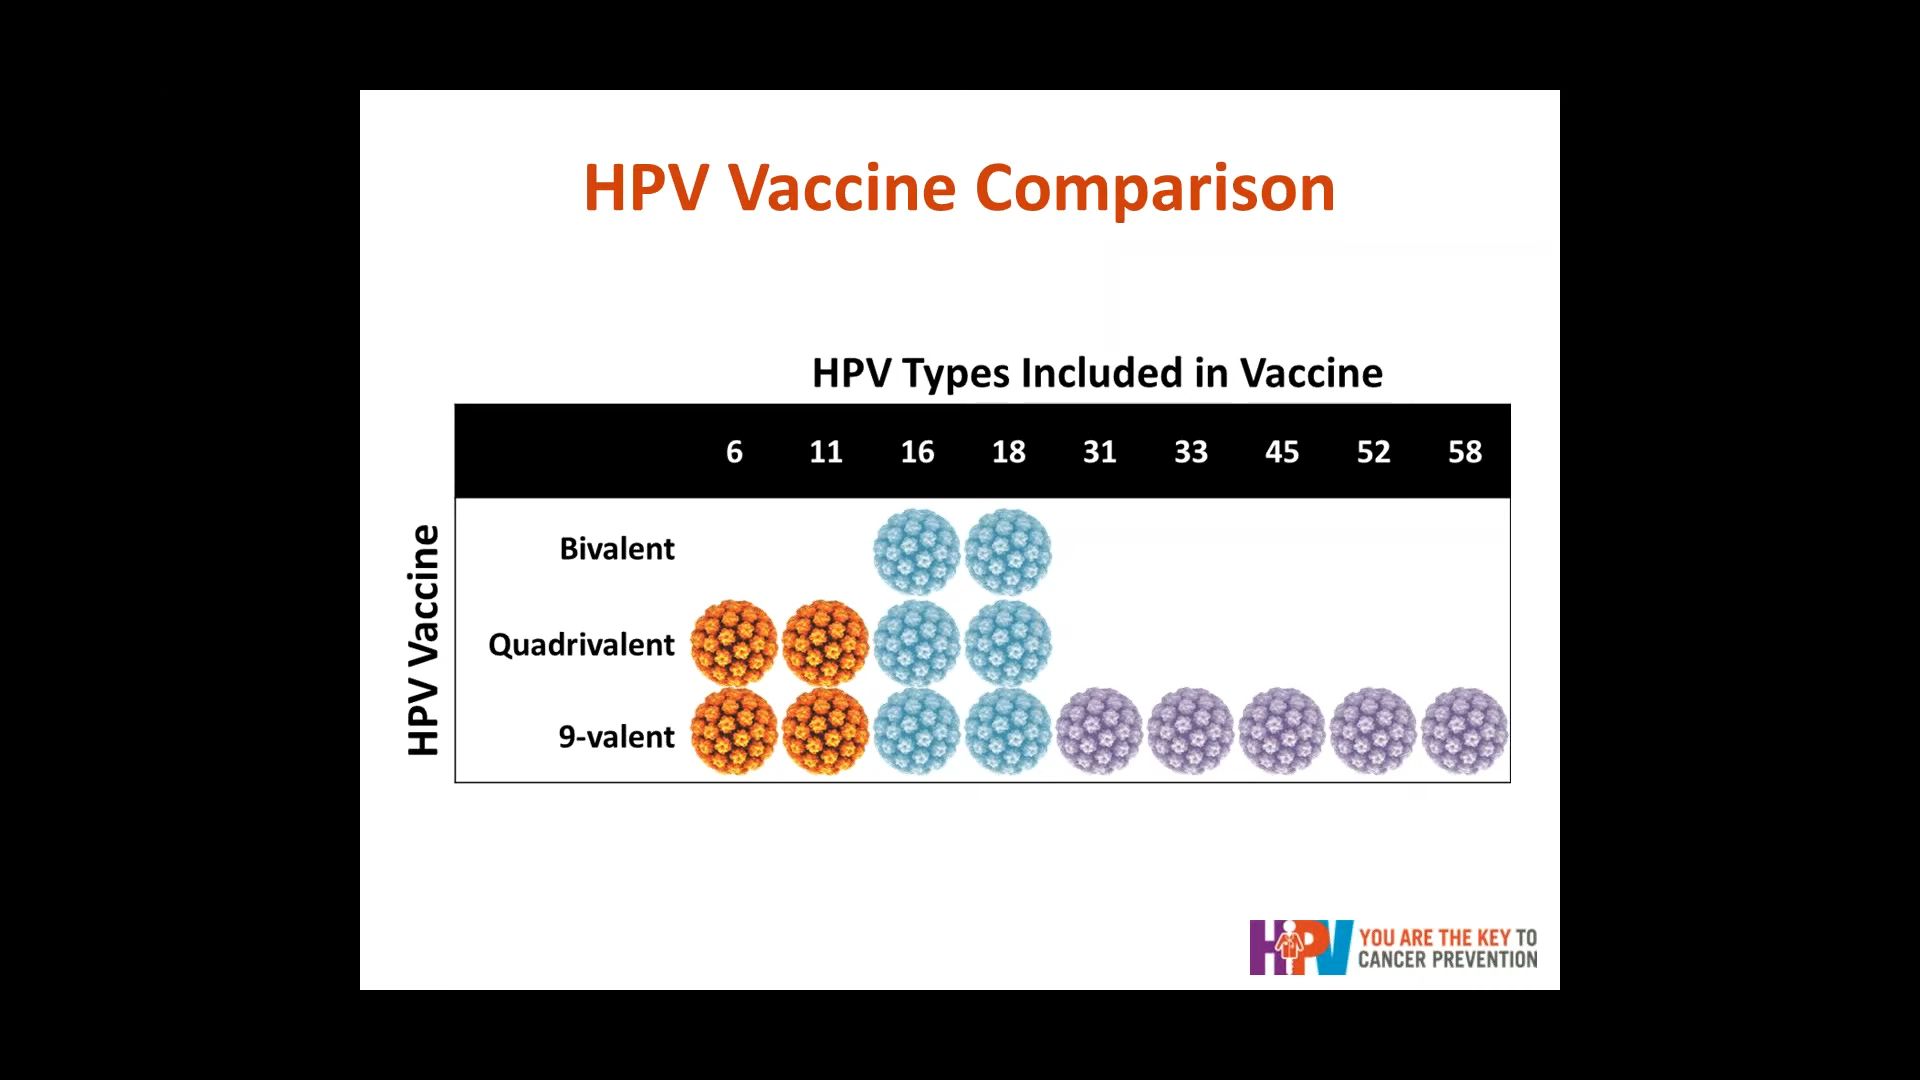 HPV Vaccine Comparison
HPV Types Included in Vaccine
6 11 16 18 31 33 45 52 58
HPV Vaccine
Bivalent
Quadrivalent
9-valent
HPV YOU ARE THE KEY TO
CANCER PREVENTION